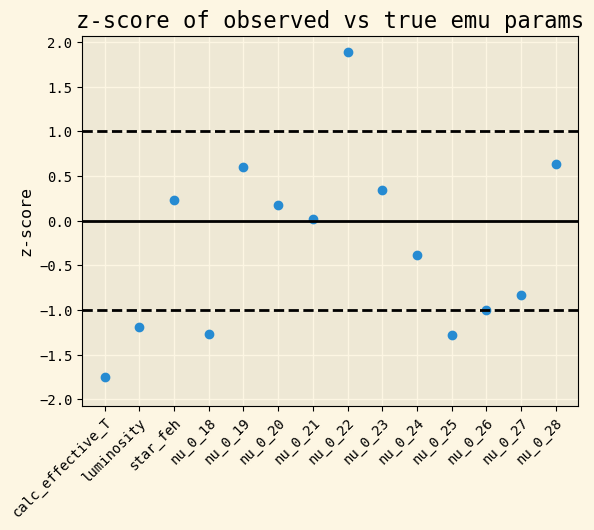 z-score of observed vs true emu params
2.0
1.5
1.0
0.5
0.0
−0.5
−1.0
−1.5
−2.0
z-score
calc_effective_T
luminosity
star_feh
nu_0_18
nu_0_19
nu_0_20
nu_0_21
nu_0_22
nu_0_23
nu_0_24
nu_0_25
nu_0_26
nu_0_27
nu_0_28